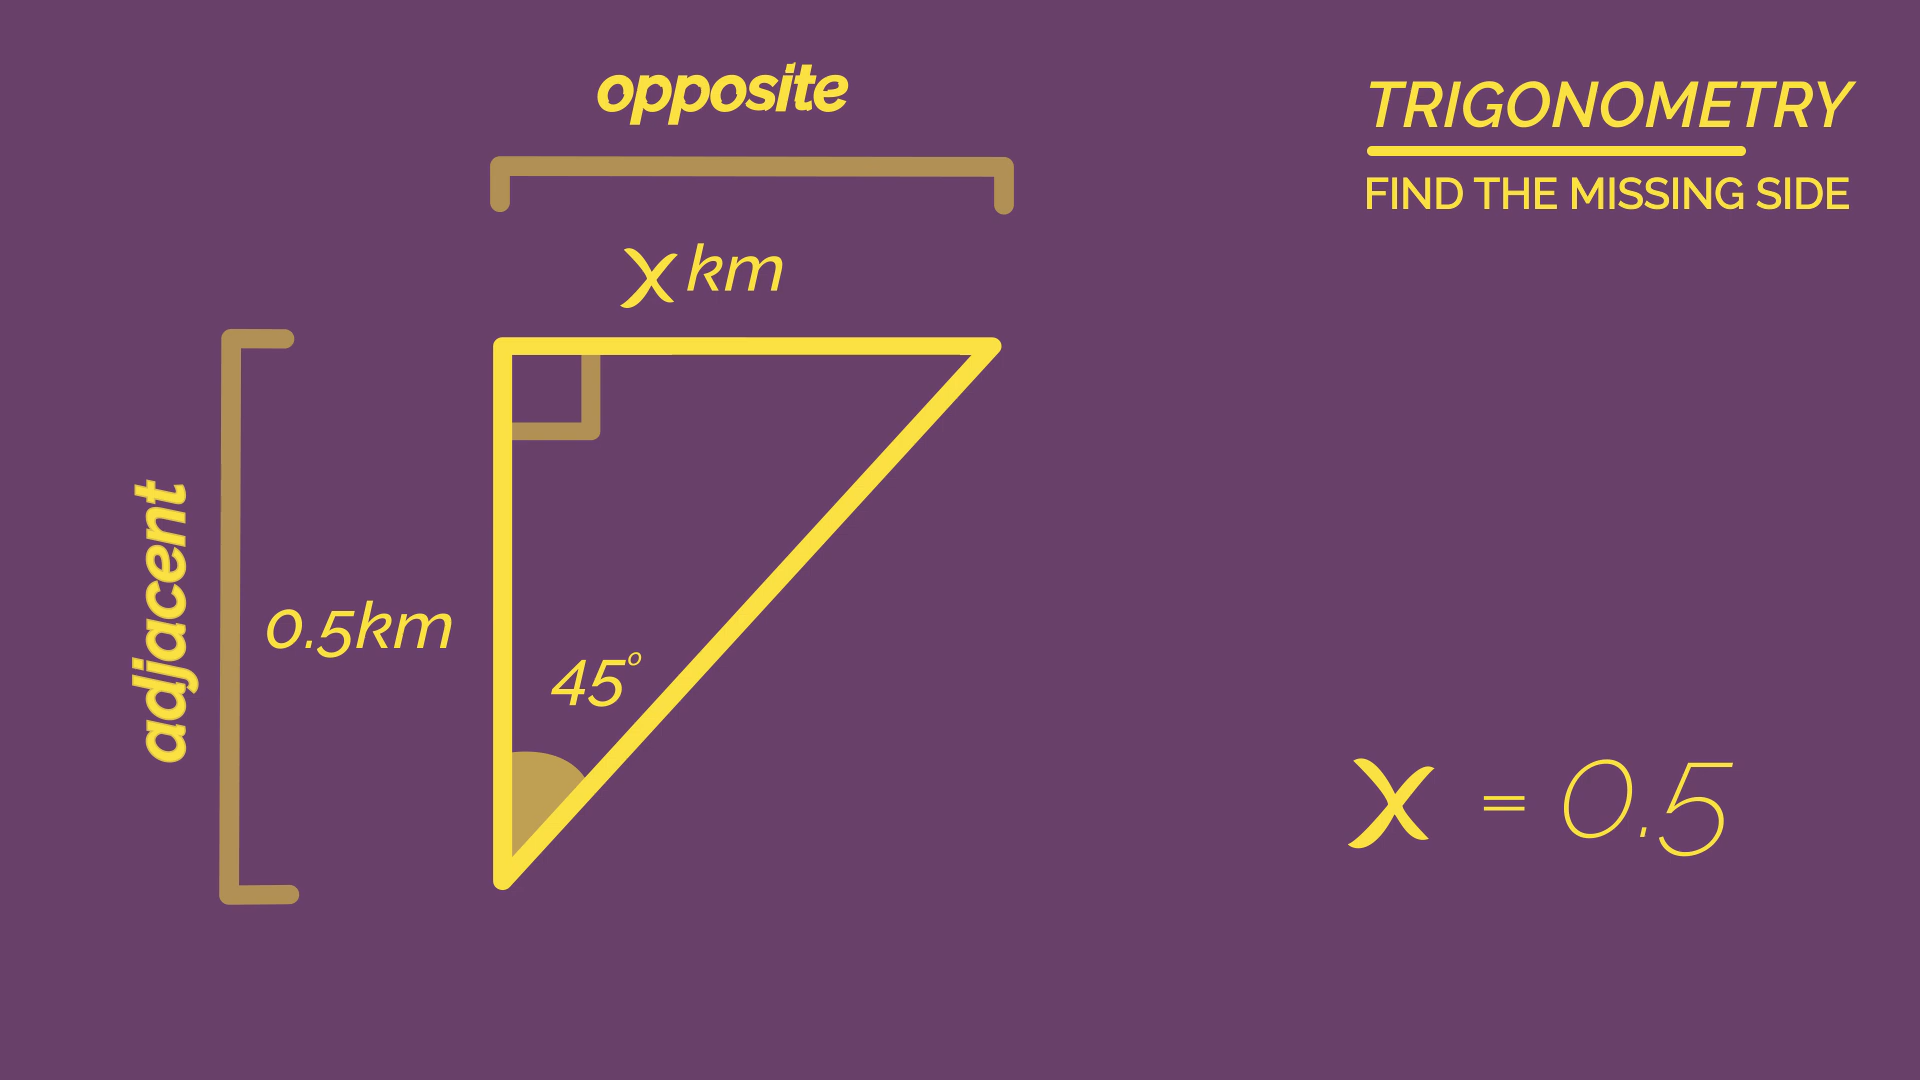 opposite
TRIGONOMETRY
FIND THE MISSING SIDE
x km
adjacent
0.5km
45°
x = 0.5